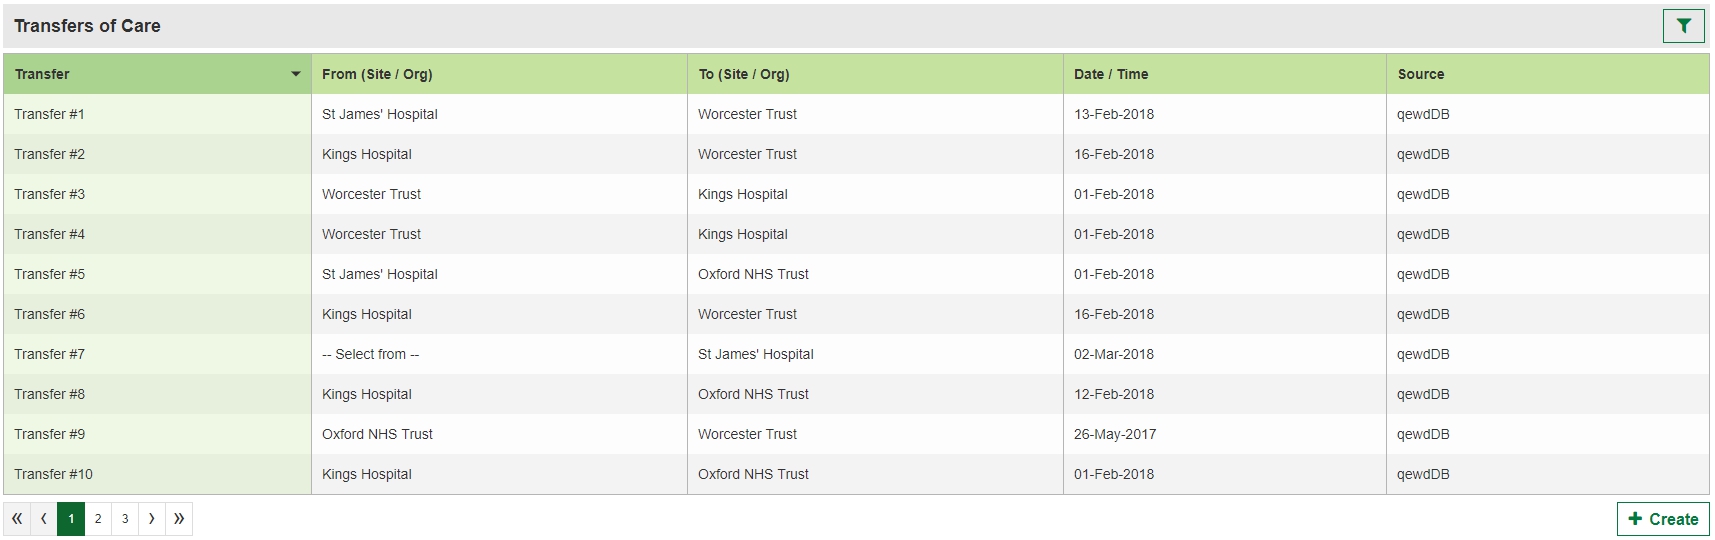 Transfers of Care
Transfer From (Site / Org) To (Site / Org) Date / Time Source
Transfer #1 St James' Hospital Worcester Trust 13-Feb-2018 qewdDB
Transfer #2 Kings Hospital Worcester Trust 16-Feb-2018 qewdDB
Transfer #3 Worcester Trust Kings Hospital 01-Feb-2018 qewdDB
Transfer #4 Worcester Trust Kings Hospital 01-Feb-2018 qewdDB
Transfer #5 St James' Hospital Oxford NHS Trust 01-Feb-2018 qewdDB
Transfer #6 Kings Hospital Worcester Trust 16-Feb-2018 qewdDB
Transfer #7 -- Select from -- St James' Hospital 02-Mar-2018 qewdDB
Transfer #8 Kings Hospital Oxford NHS Trust 12-Feb-2018 qewdDB
Transfer #9 Oxford NHS Trust Worcester Trust 26-May-2017 qewdDB
Transfer #10 Kings Hospital Oxford NHS Trust 01-Feb-2018 qewdDB
« ‹ 1 2 3 › » + Create